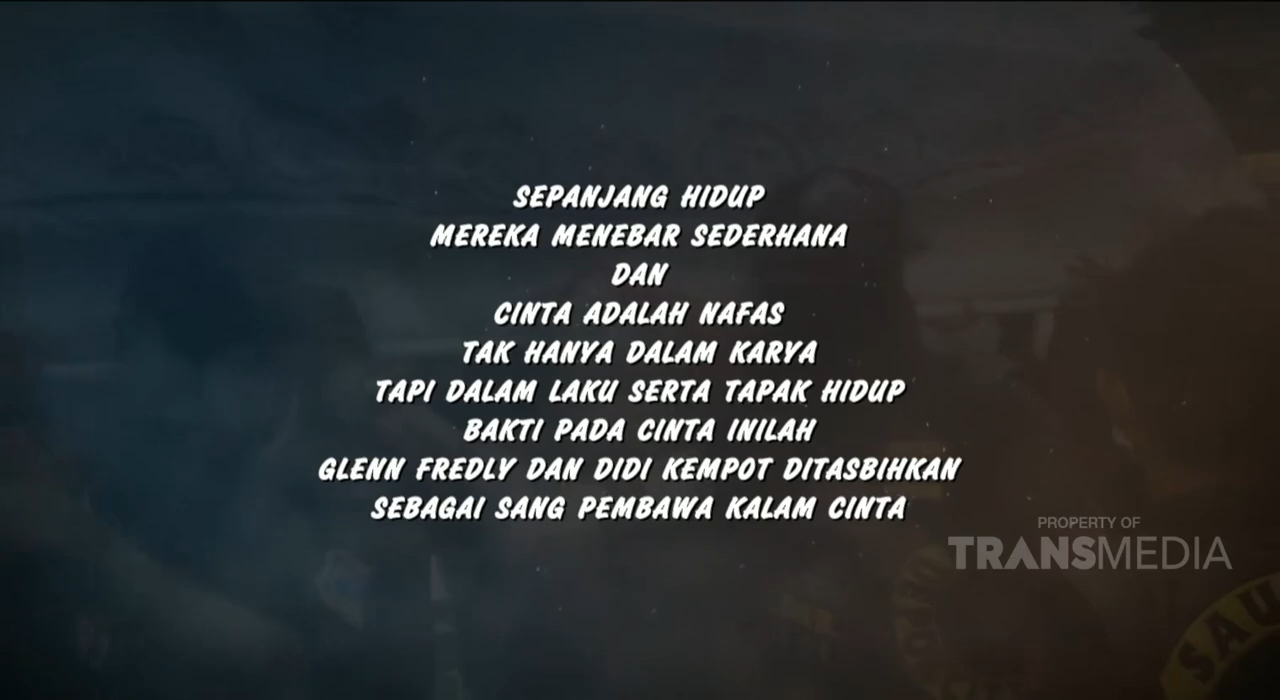 SEPANJANG HIDUP
MEREKA MENEBAR SEDERHANA
DAN
CINTA ADALAH NAFAS
TAK HANYA DALAM KARYA
TAPI DALAM LAKU SERTA TAPAK HIDUP
BAKTI PADA CINTA INILAH
GLENN FREDLY DAN DIDI KEMPOT DITASBIHKAN
SEBAGAI SANG PEMBAWA KALAM CINTA
PROPERTY OF
TRANSMEDIA